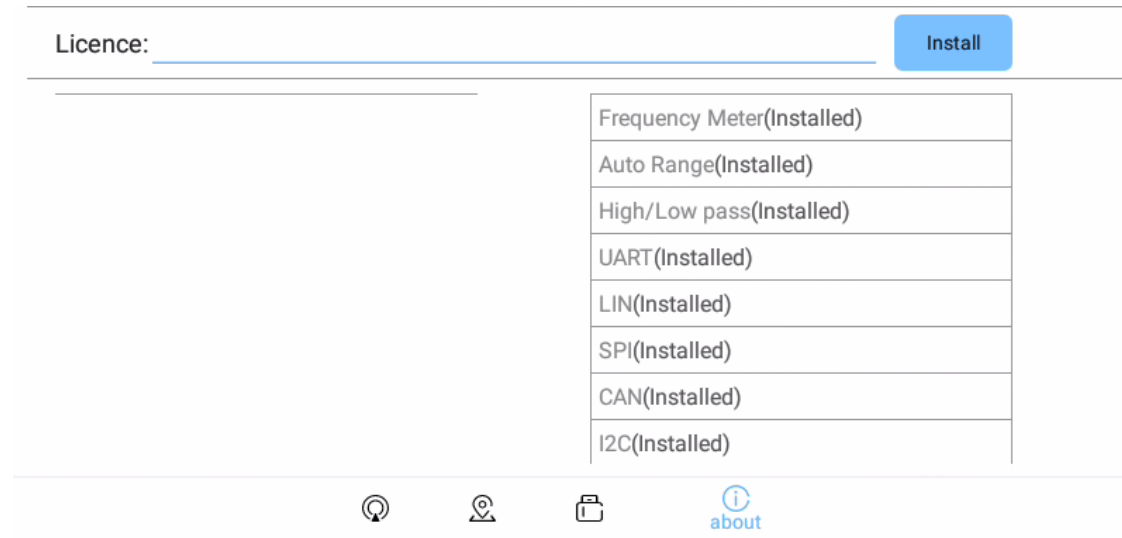 Licence:
Install
Frequency Meter(Installed)
Auto Range(Installed)
High/Low pass(Installed)
UART(Installed)
LIN(Installed)
SPI(Installed)
CAN(Installed)
I2C(Installed)
about